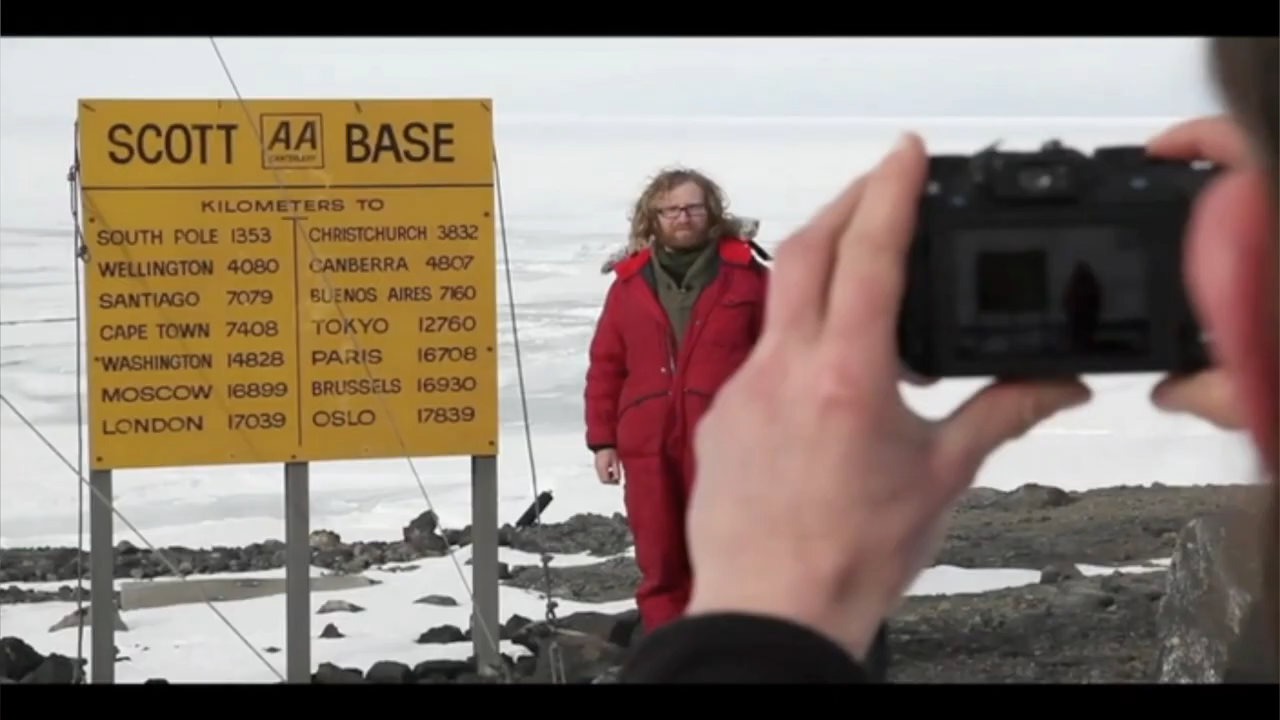 SCOTT AA BASE
CANTERBURY
KILOMETERS TO
SOUTH POLE 1353
WELLINGTON 4080
SANTIAGO 7079
CAPE TOWN 7408
WASHINGTON 14828
MOSCOW 16899
LONDON 17039
CHRISTCHURCH 3832
CANBERRA 4807
BUENOS AIRES 7160
TOKYO 12760
PARIS 16708
BRUSSELS 16930
OSLO 17839